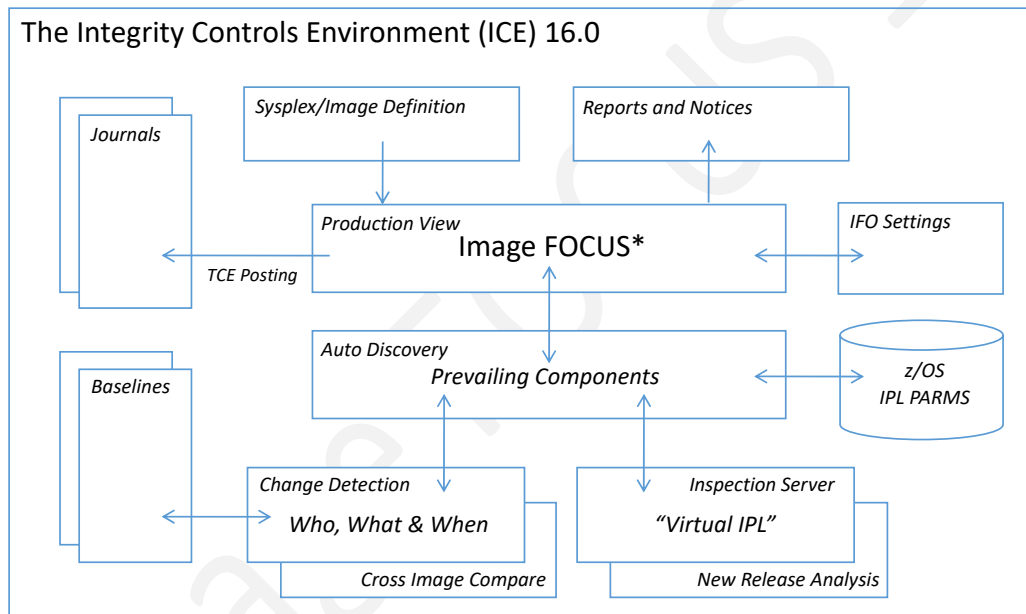 The Integrity Controls Environment (ICE) 16.0
Journals
Sysplex/Image Definition
Reports and Notices
Production View
Image FOCUS*
IFO Settings
TCE Posting
Auto Discovery
Prevailing Components
z/OS
IPL PARMS
Baselines
Change Detection
Who, What & When
Cross Image Compare
Inspection Server
“Virtual IPL”
New Release Analysis